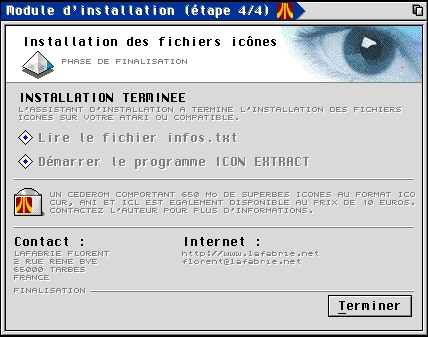 Module d'installation (étape 4/4)
Installation des fichiers icônes
PHASE DE FINALISATION
INSTALLATION TERMINEE
L'ASSISTANT D'INSTALLATION A TERMINE L'INSTALLATION DES FICHIERS
ICONES SUR VOTRE ATARI OU COMPATIBLE.
Lire le fichier infos.txt
Démarrer le programme ICON EXTRACT
UN CEDEROM COMPORTANT 650 Mo DE SUPERBES ICONES AU FORMAT ICO
CUR, ANI ET ICL EST EGALEMENT DISPONIBLE AU PRIX DE 10 EUROS.
CONTACTEZ L'AUTEUR POUR PLUS D'INFORMATIONS.
Contact :
LAFABRIE FLORENT
2 RUE RENE BVE
65000 TARBES
FRANCE
Internet :
http://www.lafabrie.net
florent@lafabrie.net
FINALISATION
Terminer